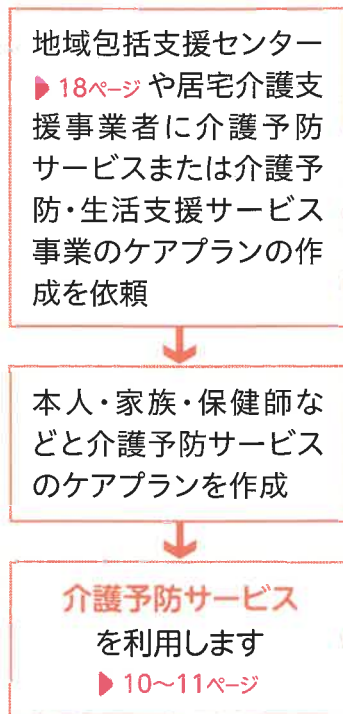 地域包括支援センター
▶18ページ や居宅介護支
援事業者に介護予防
サービスまたは介護予
防・生活支援サービス
事業のケアプランの作
成を依頼
本人・家族・保健師な
どと介護予防サービス
のケアプランを作成
介護予防サービス
を利用します
▶10〜11ページ